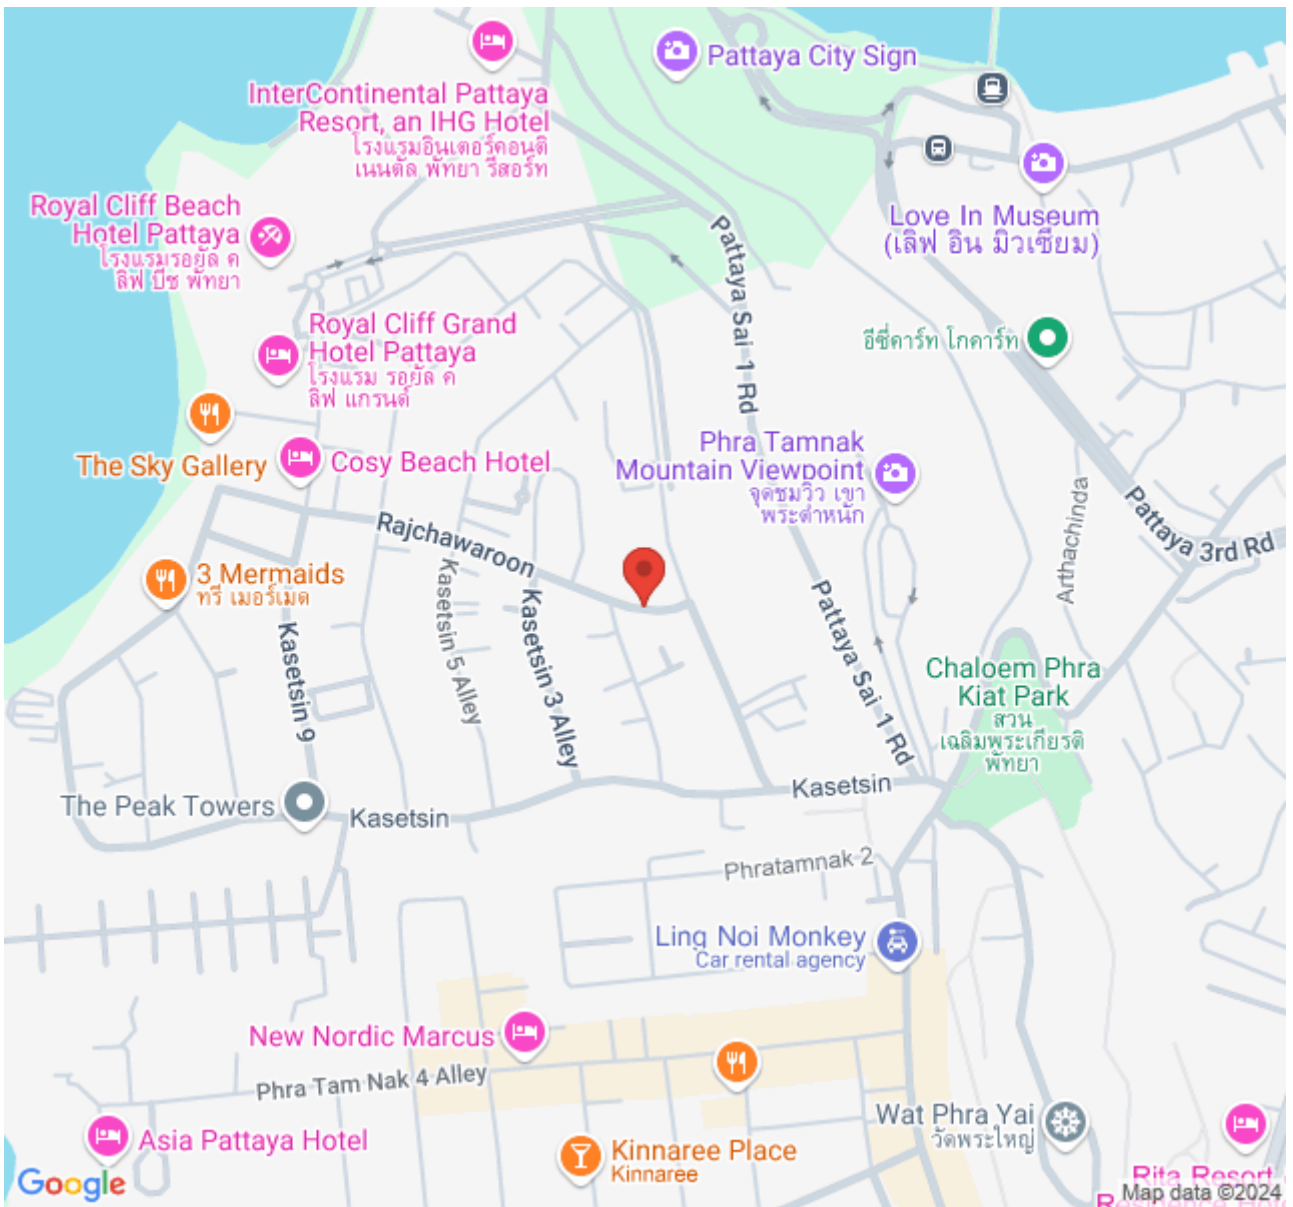 Pattaya City Sign
InterContinental Pattaya
Resort, an IHG Hotel
โรงแรมอินเตอร์คอนติ
เนนตัล พัทยา รีสอร์ท
Royal Cliff Beach
Hotel Pattaya
โรงแรมรอยัล ค
ลิฟ บีช พัทยา
Love In Museum
(เลิฟ อิน มิวเซียม)
Pattaya Sai 1 Rd
Royal Cliff Grand
Hotel Pattaya
โรงแรม รอยัล ค
ลิฟ แกรนด์
อีซี่คาร์ท โกคาร์ท
The Sky Gallery
Cosy Beach Hotel
Phra Tamnak
Mountain Viewpoint
จุดชมวิว เขา
พระตำหนัก
Arthachinda
Pattaya 3rd Rd
Rajchawaroon
3 Mermaids
ทรี เมอร์เมด
Kasetsin 9
Kasetsin 5 Alley
Kasetsin 3 Alley
Pattaya Sai 1 Rd
Chaloem Phra
Kiat Park
สวน
เฉลิมพระเกียรติ
พัทยา
The Peak Towers
Kasetsin
Kasetsin
Phratamnak 2
Ling Noi Monkey
Car rental agency
New Nordic Marcus
Phra Tam Nak 4 Alley
Wat Phra Yai
วัดพระใหญ่
Asia Pattaya Hotel
Kinnaree Place
Kinnaree
Rita Resort
Google
Map data ©2024